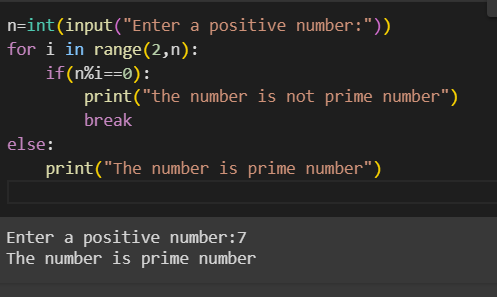 n=int(input("Enter a positive number:"))
for i in range(2,n):
    if(n%i==0):
        print("the number is not prime number")
        break
else:
    print("The number is prime number")
Enter a positive number:7
The number is prime number